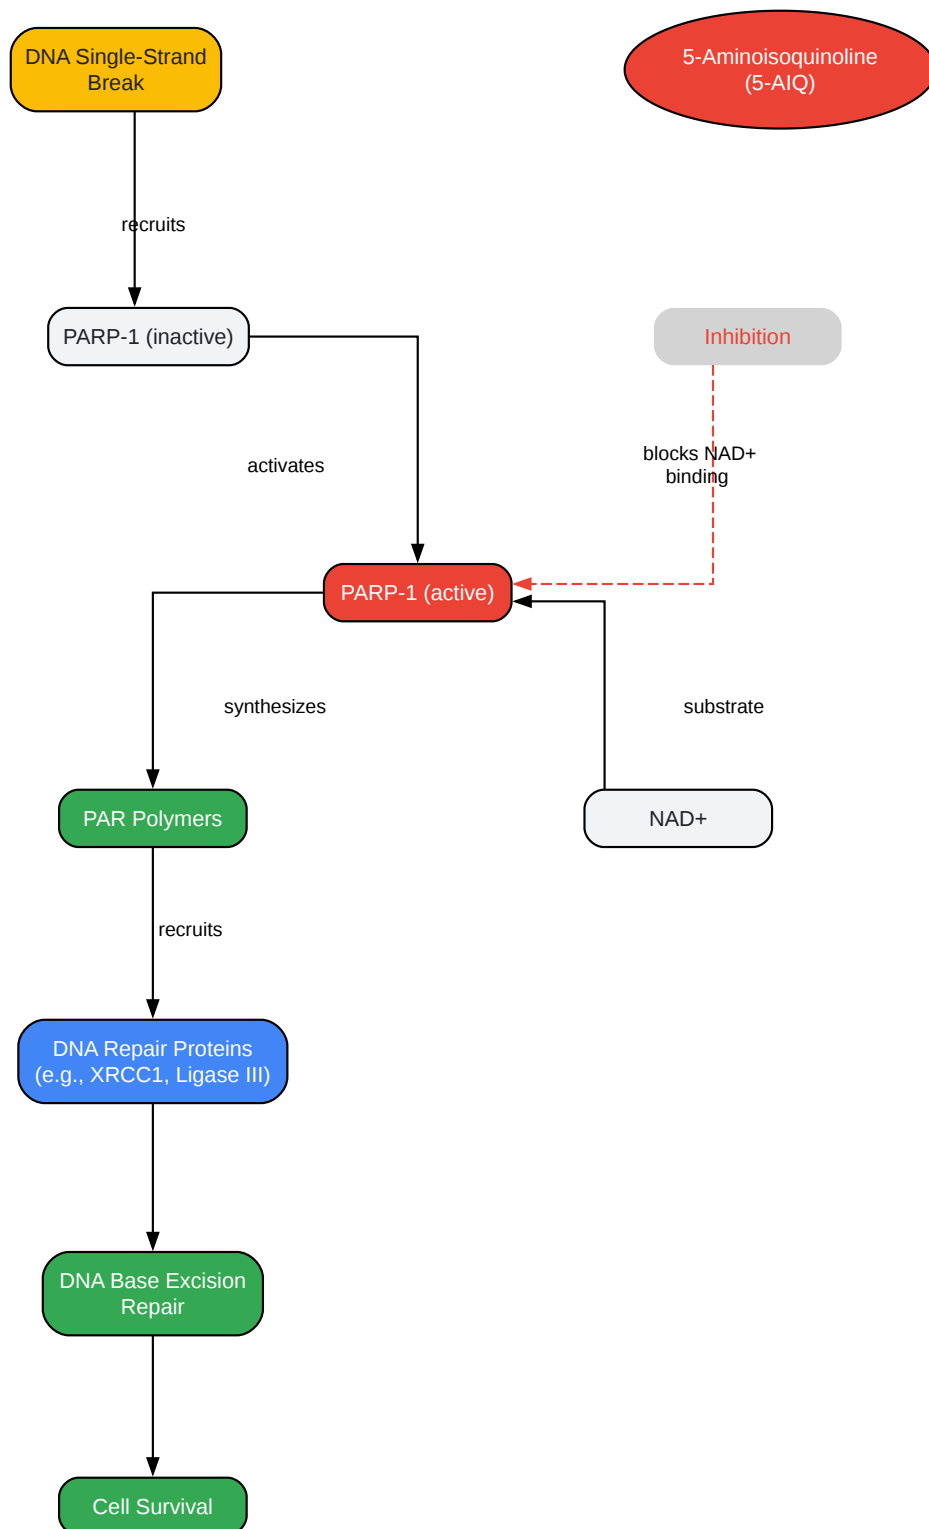 DNA Single-Strand
Break
5-Aminoisoquinoline
(5-AIQ)
recruits
PARP-1 (inactive)
Inhibition
activates
blocks NAD+
binding
PARP-1 (active)
synthesizes
substrate
PAR Polymers
NAD+
recruits
DNA Repair Proteins
(e.g., XRCC1, Ligase III)
DNA Base Excision
Repair
Cell Survival